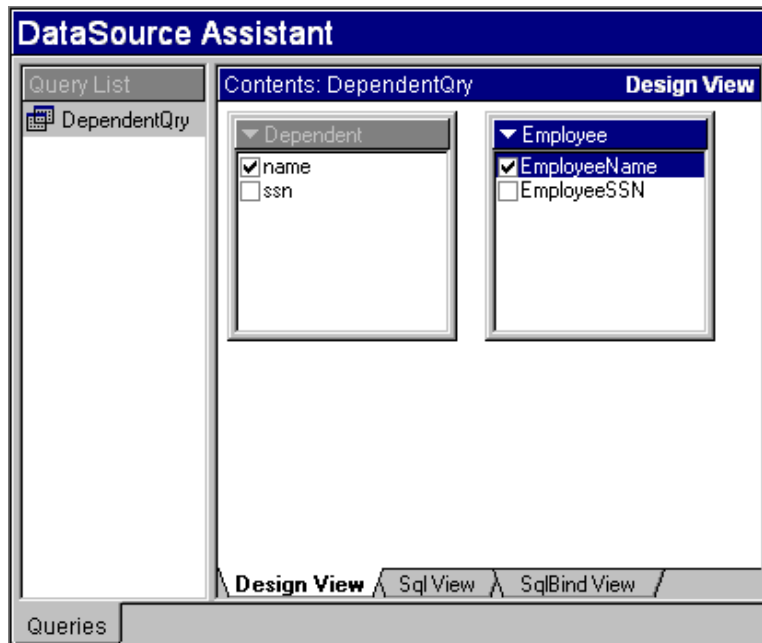 DataSource Assistant
Query List
DependentQry
Contents: DependentQry Design View
Dependent
name
ssn
Employee
EmployeeName
EmployeeSSN
Design View Sql View SqlBind View
Queries